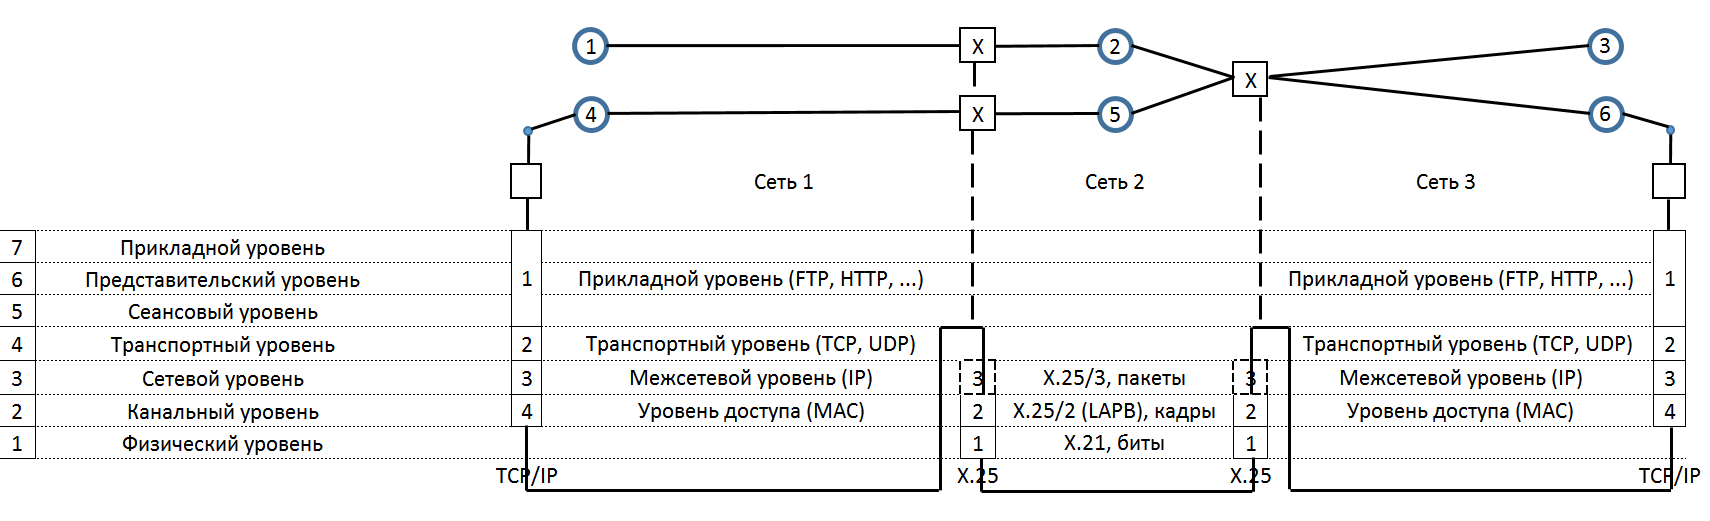 1 X 2 3
X
4 X 5 6
Сеть 1 Сеть 2 Сеть 3
7 Прикладной уровень
6 Представительский уровень 1 Прикладной уровень (FTP, HTTP, ...) Прикладной уровень (FTP, HTTP, ...) 1
5 Сеансовый уровень
4 Транспортный уровень 2 Транспортный уровень (TCP, UDP) Транспортный уровень (TCP, UDP) 2
3 Сетевой уровень 3 Межсетевой уровень (IP) 3 X.25/3, пакеты 3 Межсетевой уровень (IP) 3
2 Канальный уровень 4 Уровень доступа (MAC) 2 X.25/2 (LAPB), кадры 2 Уровень доступа (MAC) 4
1 Физический уровень 1 X.21, биты 1
TCP/IP X.25 X.25 TCP/IP